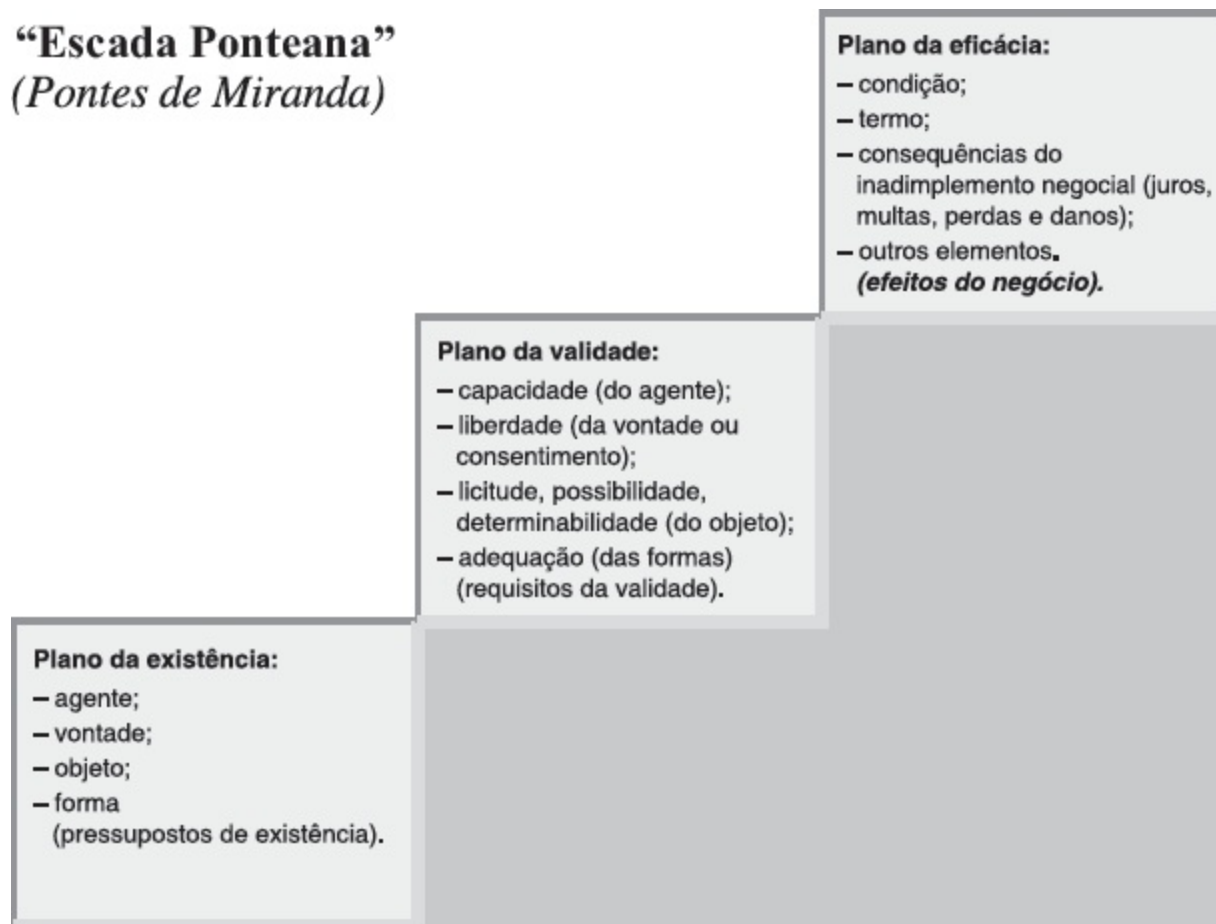 “Escada Ponteana”
(Pontes de Miranda)
Plano da eficácia:
– condição;
– termo;
– consequências do
inadimplemento negocial (juros,
multas, perdas e danos);
– outros elementos.
(efeitos do negócio).
Plano da validade:
– capacidade (do agente);
– liberdade (da vontade ou
consentimento);
– licitude, possibilidade,
determinabilidade (do objeto);
– adequação (das formas)
(requisitos da validade).
Plano da existência:
– agente;
– vontade;
– objeto;
– forma
(pressupostos de existência).